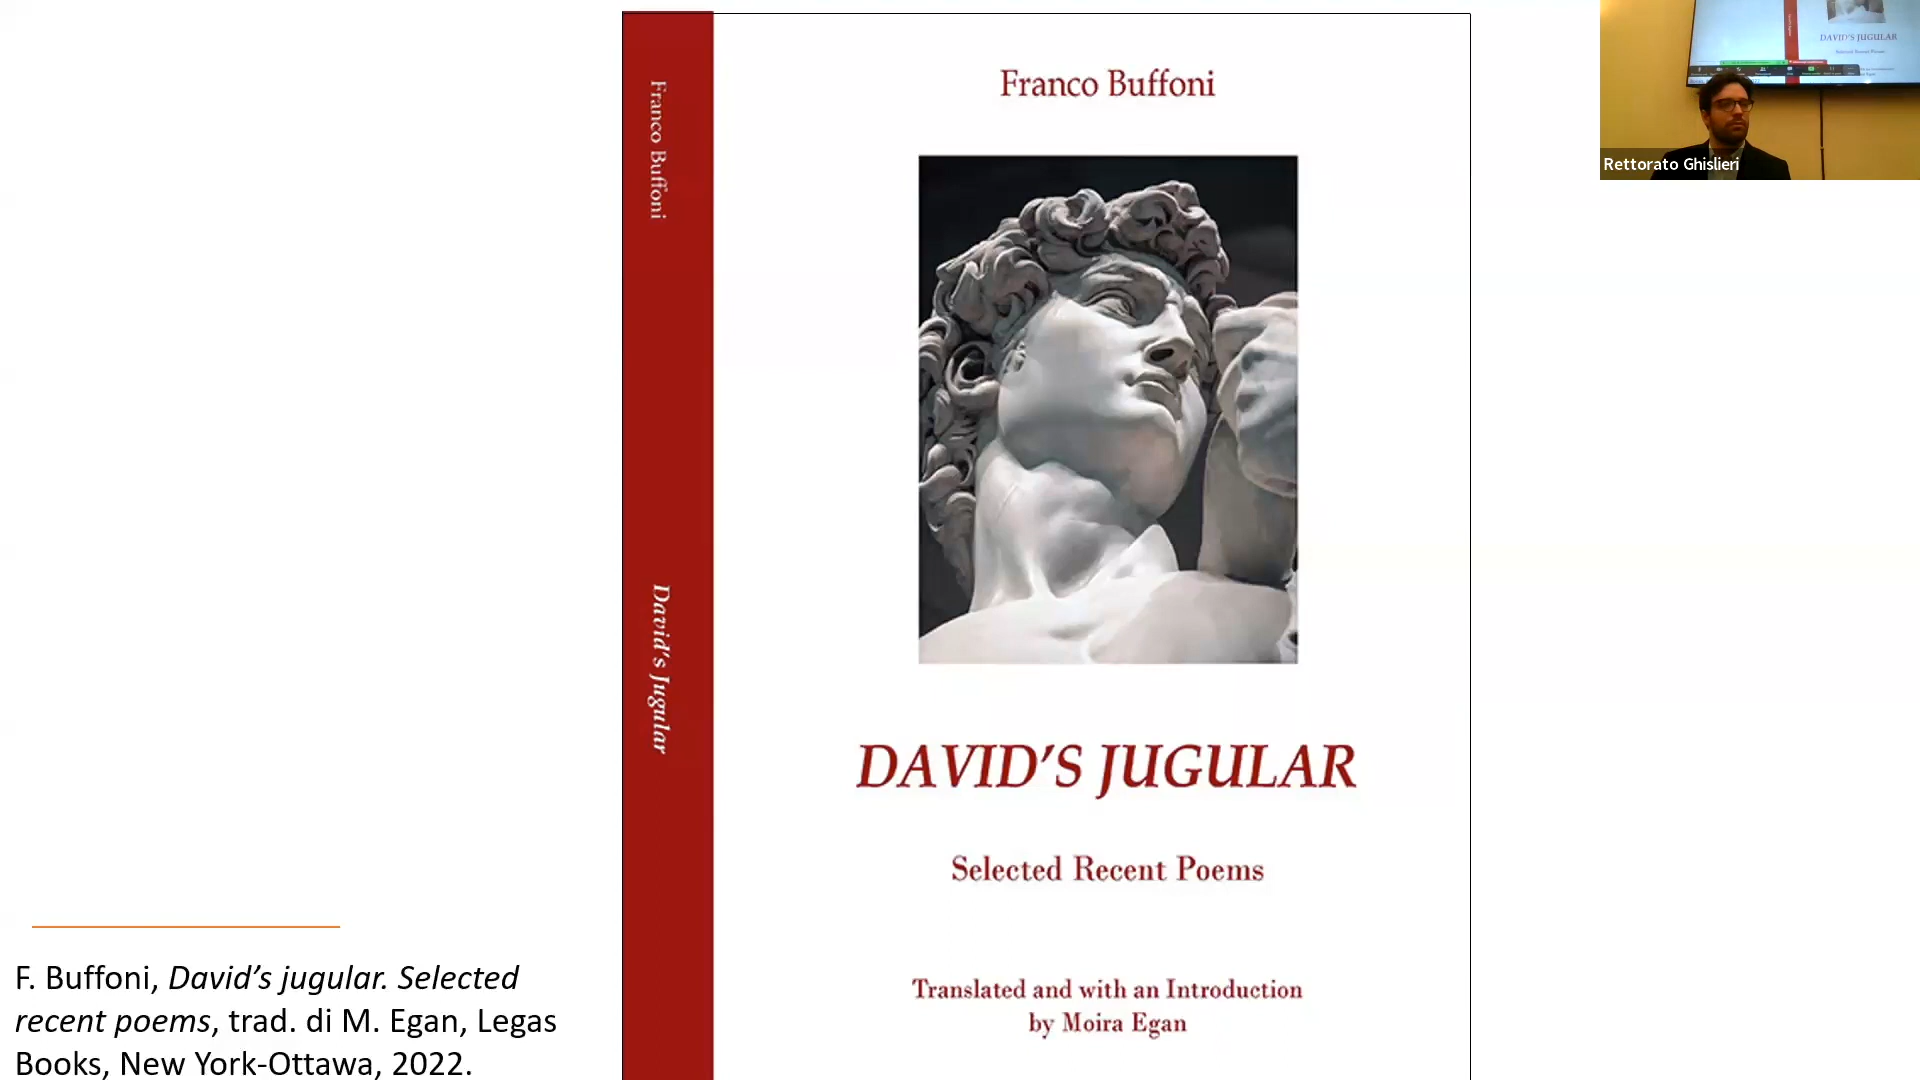 Franco Buffoni
David's Jugular
Franco Buffoni
DAVID'S JUGULAR
Selected Recent Poems
Translated and with an Introduction
by Moira Egan
F. Buffoni, David's jugular. Selected
recent poems, trad. di M. Egan, Legas
Books, New York-Ottawa, 2022.
DAVID'S JUGULAR
Rettorato Ghislieri